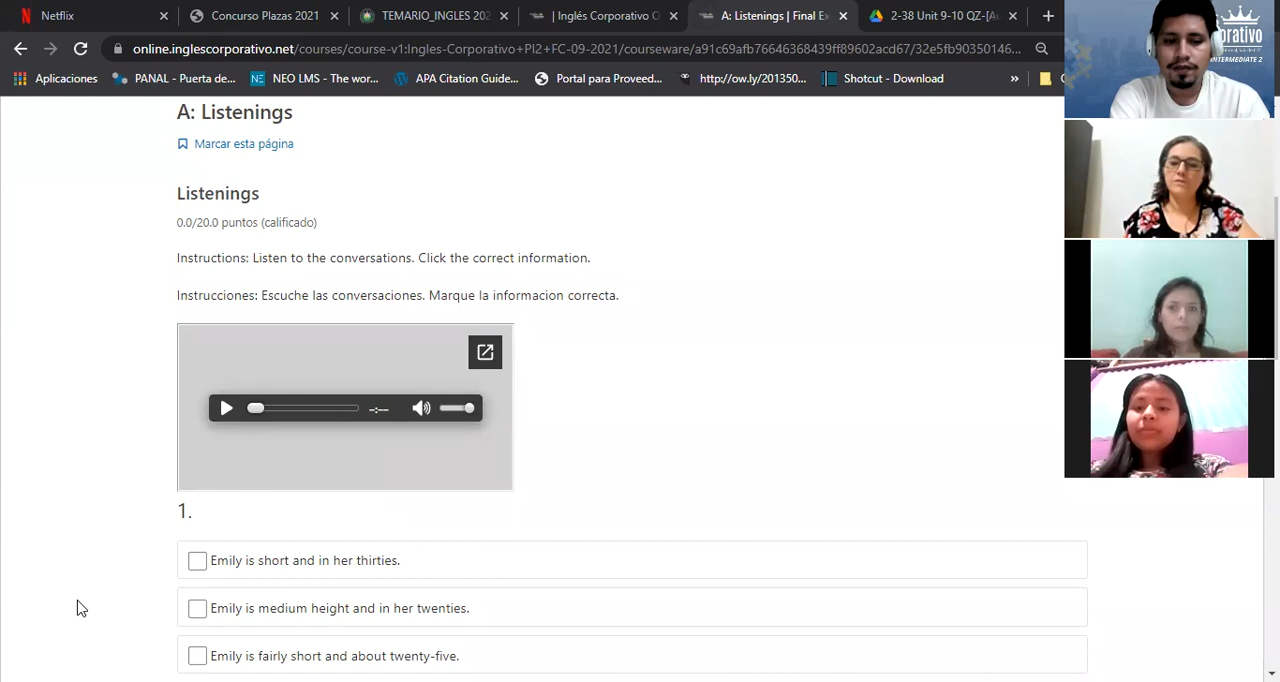 Netflix
Concurso Plazas 2021
TEMARIO_INGLES 202
| Inglés Corporativo
A: Listenings | Final Ex
2-38 Unit 9-10 QZ-[Au
online.inglescorporativo.net/courses/course-v1:Ingles-Corporativo+PI2+FC-09-2021/courseware/a91c69afb76646368439ff89602acd67/32e5fb90350146...
Aplicaciones
PANAL - Puerta de...
NE
NEO LMS - The wor...
APA Citation Guide...
Portal para Proveed...
http://ow.ly/201350...
Shotcut - Download
»
orativo
INTERMEDIATE 2
A: Listenings
Marcar esta página
Listenings
0.0/20.0 puntos (calificado)
Instructions: Listen to the conversations. Click the correct information.
Instrucciones: Escuche las conversaciones. Marque la informacion correcta.
-:--
1.
Emily is short and in her thirties.
Emily is medium height and in her twenties.
Emily is fairly short and about twenty-five.